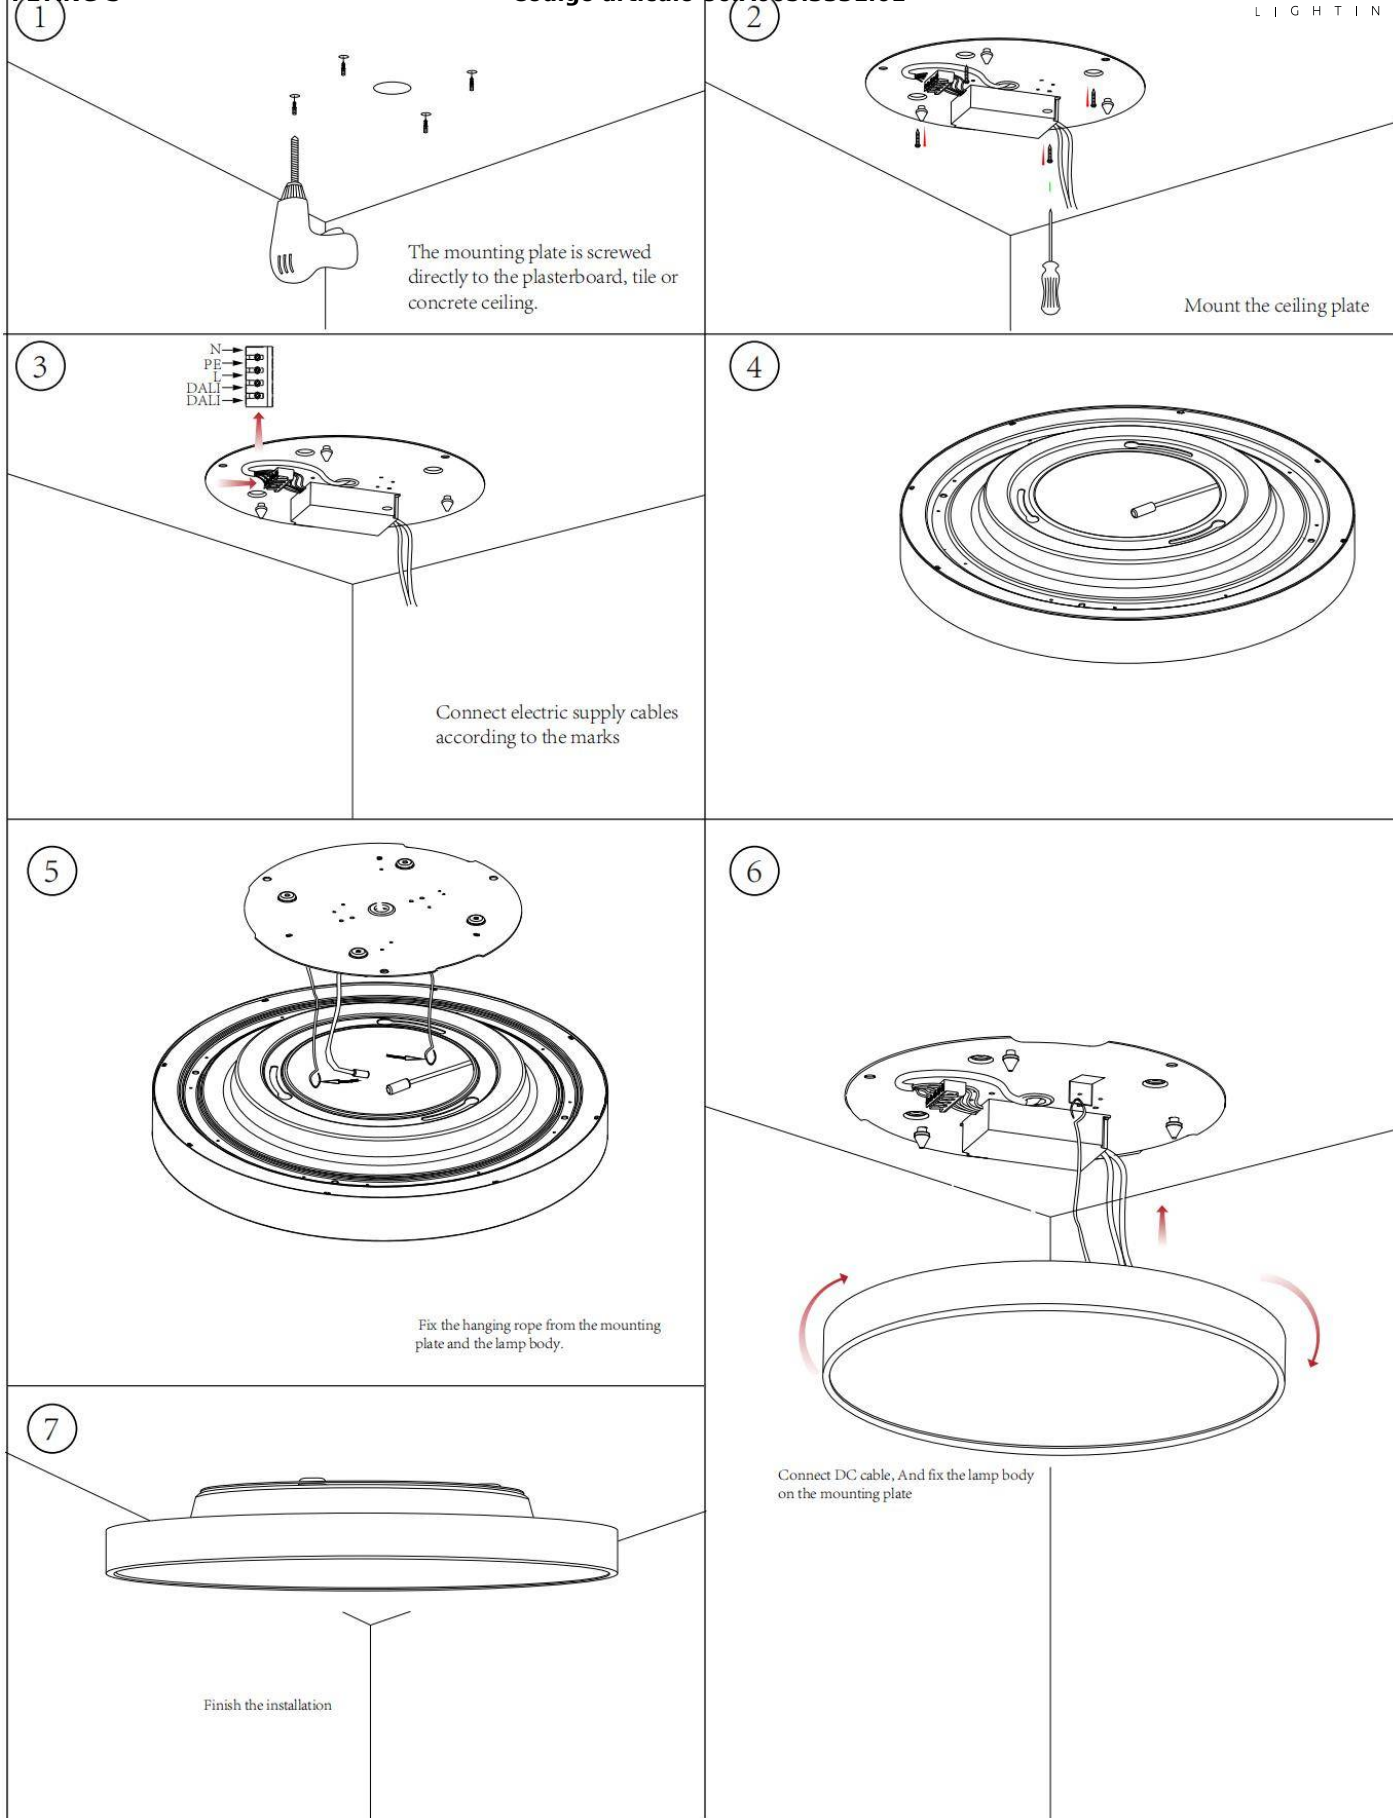 LIGHTIN
1
2
The mounting plate is screwed
directly to the plasterboard, tile or
concrete ceiling.
Mount the ceiling plate
3
N
PE
L
DALI
DALI
4
Connect electric supply cables
according to the marks
5
6
Fix the hanging rope from the mounting
plate and the lamp body.
7
Connect DC cable, And fix the lamp body
on the mounting plate
Finish the installation